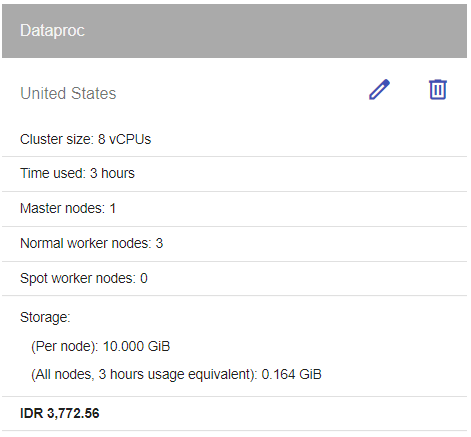 Dataproc
United States
Cluster size: 8 vCPUs
Time used: 3 hours
Master nodes: 1
Normal worker nodes: 3
Spot worker nodes: 0
Storage:
(Per node): 10.000 GiB
(All nodes, 3 hours usage equivalent): 0.164 GiB
IDR 3,772.56